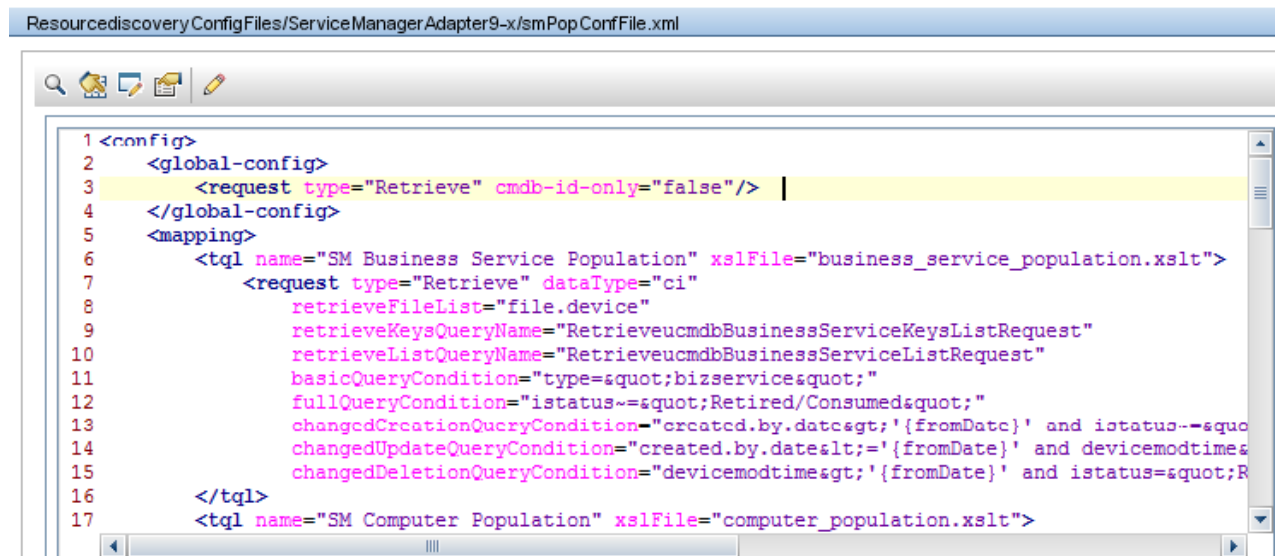 ResourcediscoveryConfigFiles/ServiceManagerAdapter9-x/smPopConfFile.xml
1 <config>
2 <global-config>
3 <request type="Retrieve" cmdb-id-only="false"/>
4 </global-config>
5 <mapping>
6 <tql name="SM Business Service Population" xslFile="business_service_population.xslt">
7 <request type="Retrieve" dataType="ci"
8 retrieveFileList="file.device"
9 retrieveKeysQueryName="RetrieveucmdbBusinessServiceKeysListRequest"
10 retrieveListQueryName="RetrieveucmdbBusinessServiceListRequest"
11 basicQueryCondition="type=&quot;bizservice&quot;"
12 fullQueryCondition="istatus~=&quot;Retired/Consumed&quot;"
13 changedCreationQueryCondition="created.by.date&gt;'{fromDate}' and istatus~=&quo
14 changedUpdateQueryCondition="created.by.date&lt;='{fromDate}' and devicemodtime&
15 changedDeletionQueryCondition="devicemodtime&gt;'{fromDate}' and istatus=&quot;R
16 </tql>
17 <tql name="SM Computer Population" xslFile="computer_population.xslt">